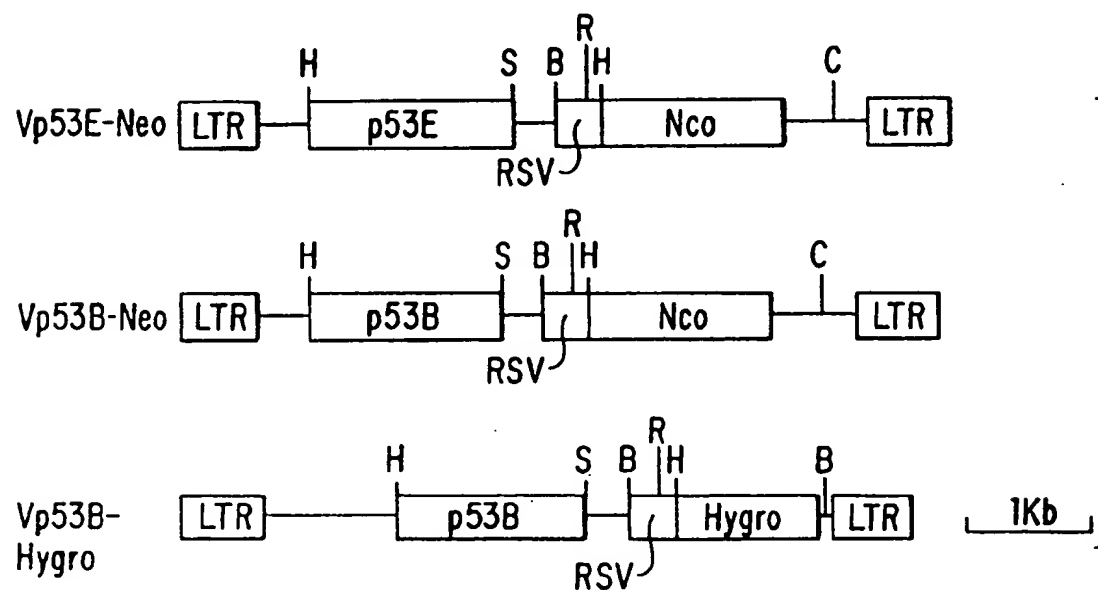 R
H S B H C
Vp53E-Neo LTR p53E Nco LTR
RSV
R
H S B H C
Vp53B-Neo LTR p53B Nco LTR
RSV
R
H S B H B
Vp53B-
Hygro LTR p53B Hygro LTR 1Kb
RSV